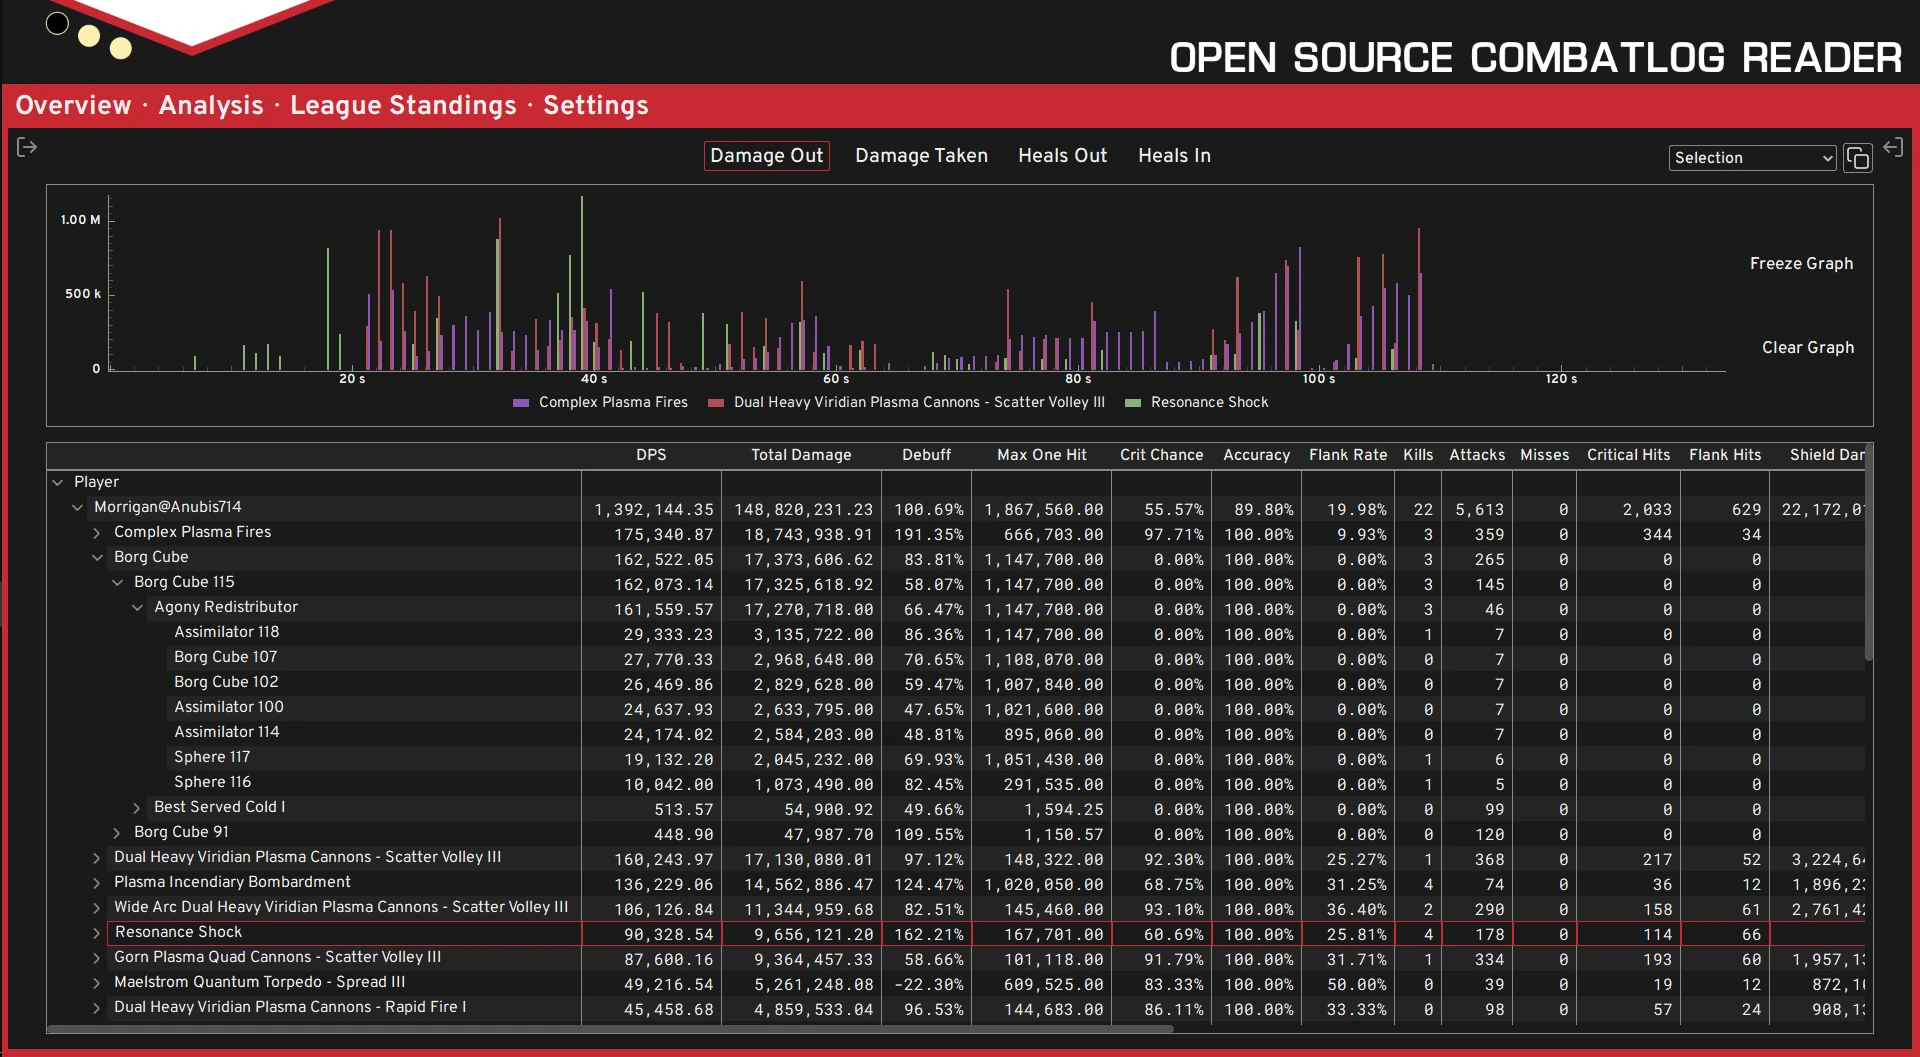 OPEN SOURCE COMBATLOG READER
Overview · Analysis · League Standings · Settings
Damage Out Damage Taken Heals Out Heals In Selection
1.00 M
500 k
0
20 s 40 s 60 s 80 s 100 s 120 s
Freeze Graph
Clear Graph
Complex Plasma Fires Dual Heavy Viridian Plasma Cannons - Scatter Volley III Resonance Shock
DPS Total Damage Debuff Max One Hit Crit Chance Accuracy Flank Rate Kills Attacks Misses Critical Hits Flank Hits Shield Dar
Player
Morrigan@Anubis714 1,392,144.35 148,820,231.23 100.69% 1,867,560.00 55.57% 89.80% 19.98% 22 5,613 0 2,033 629 22,172,0
Complex Plasma Fires 175,340.87 18,743,938.91 191.35% 666,703.00 97.71% 100.00% 9.93% 3 359 0 344 34
Borg Cube 162,522.05 17,373,606.62 83.81% 1,147,700.00 0.00% 100.00% 0.00% 3 265 0 0 0
Borg Cube 115 162,073.14 17,325,618.92 58.07% 1,147,700.00 0.00% 100.00% 0.00% 3 145 0 0 0
Agony Redistributor 161,559.57 17,270,718.00 66.47% 1,147,700.00 0.00% 100.00% 0.00% 3 46 0 0 0
Assimilator 118 29,333.23 3,135,722.00 86.36% 1,147,700.00 0.00% 100.00% 0.00% 1 7 0 0 0
Borg Cube 107 27,770.33 2,968,648.00 70.65% 1,108,070.00 0.00% 100.00% 0.00% 0 7 0 0 0
Borg Cube 102 26,469.86 2,829,628.00 59.47% 1,007,840.00 0.00% 100.00% 0.00% 0 7 0 0 0
Assimilator 100 24,637.93 2,633,795.00 47.65% 1,021,600.00 0.00% 100.00% 0.00% 0 7 0 0 0
Assimilator 114 24,174.02 2,584,203.00 48.81% 895,060.00 0.00% 100.00% 0.00% 0 7 0 0 0
Sphere 117 19,132.20 2,045,232.00 69.93% 1,051,430.00 0.00% 100.00% 0.00% 1 6 0 0 0
Sphere 116 10,042.00 1,073,490.00 82.45% 291,535.00 0.00% 100.00% 0.00% 1 5 0 0 0
Best Served Cold I 513.57 54,900.92 49.66% 1,594.25 0.00% 100.00% 0.00% 0 99 0 0 0
Borg Cube 91 448.90 47,987.70 109.55% 1,150.57 0.00% 100.00% 0.00% 0 120 0 0 0
Dual Heavy Viridian Plasma Cannons - Scatter Volley III 160,243.97 17,130,080.01 97.12% 148,322.00 92.30% 100.00% 25.27% 1 368 0 217 52 3,224,64
Plasma Incendiary Bombardment 136,229.06 14,562,886.47 124.47% 1,020,050.00 68.75% 100.00% 31.25% 4 74 0 36 12 1,896,23
Wide Arc Dual Heavy Viridian Plasma Cannons - Scatter Volley III 106,126.84 11,344,959.68 82.51% 145,460.00 93.10% 100.00% 36.40% 2 290 0 158 61 2,761,42
Resonance Shock 90,328.54 9,656,121.20 162.21% 167,701.00 60.69% 100.00% 25.81% 4 178 0 114 66
Gorn Plasma Quad Cannons - Scatter Volley III 87,600.16 9,364,457.33 58.66% 101,118.00 91.79% 100.00% 31.71% 1 334 0 193 60 1,957,13
Maelstrom Quantum Torpedo - Spread III 49,216.54 5,261,248.08 -22.30% 609,525.00 83.33% 100.00% 50.00% 0 39 0 19 12 872,16
Dual Heavy Viridian Plasma Cannons - Rapid Fire I 45,458.68 4,859,533.04 96.53% 144,683.00 86.11% 100.00% 33.33% 0 98 0 57 24 908,1